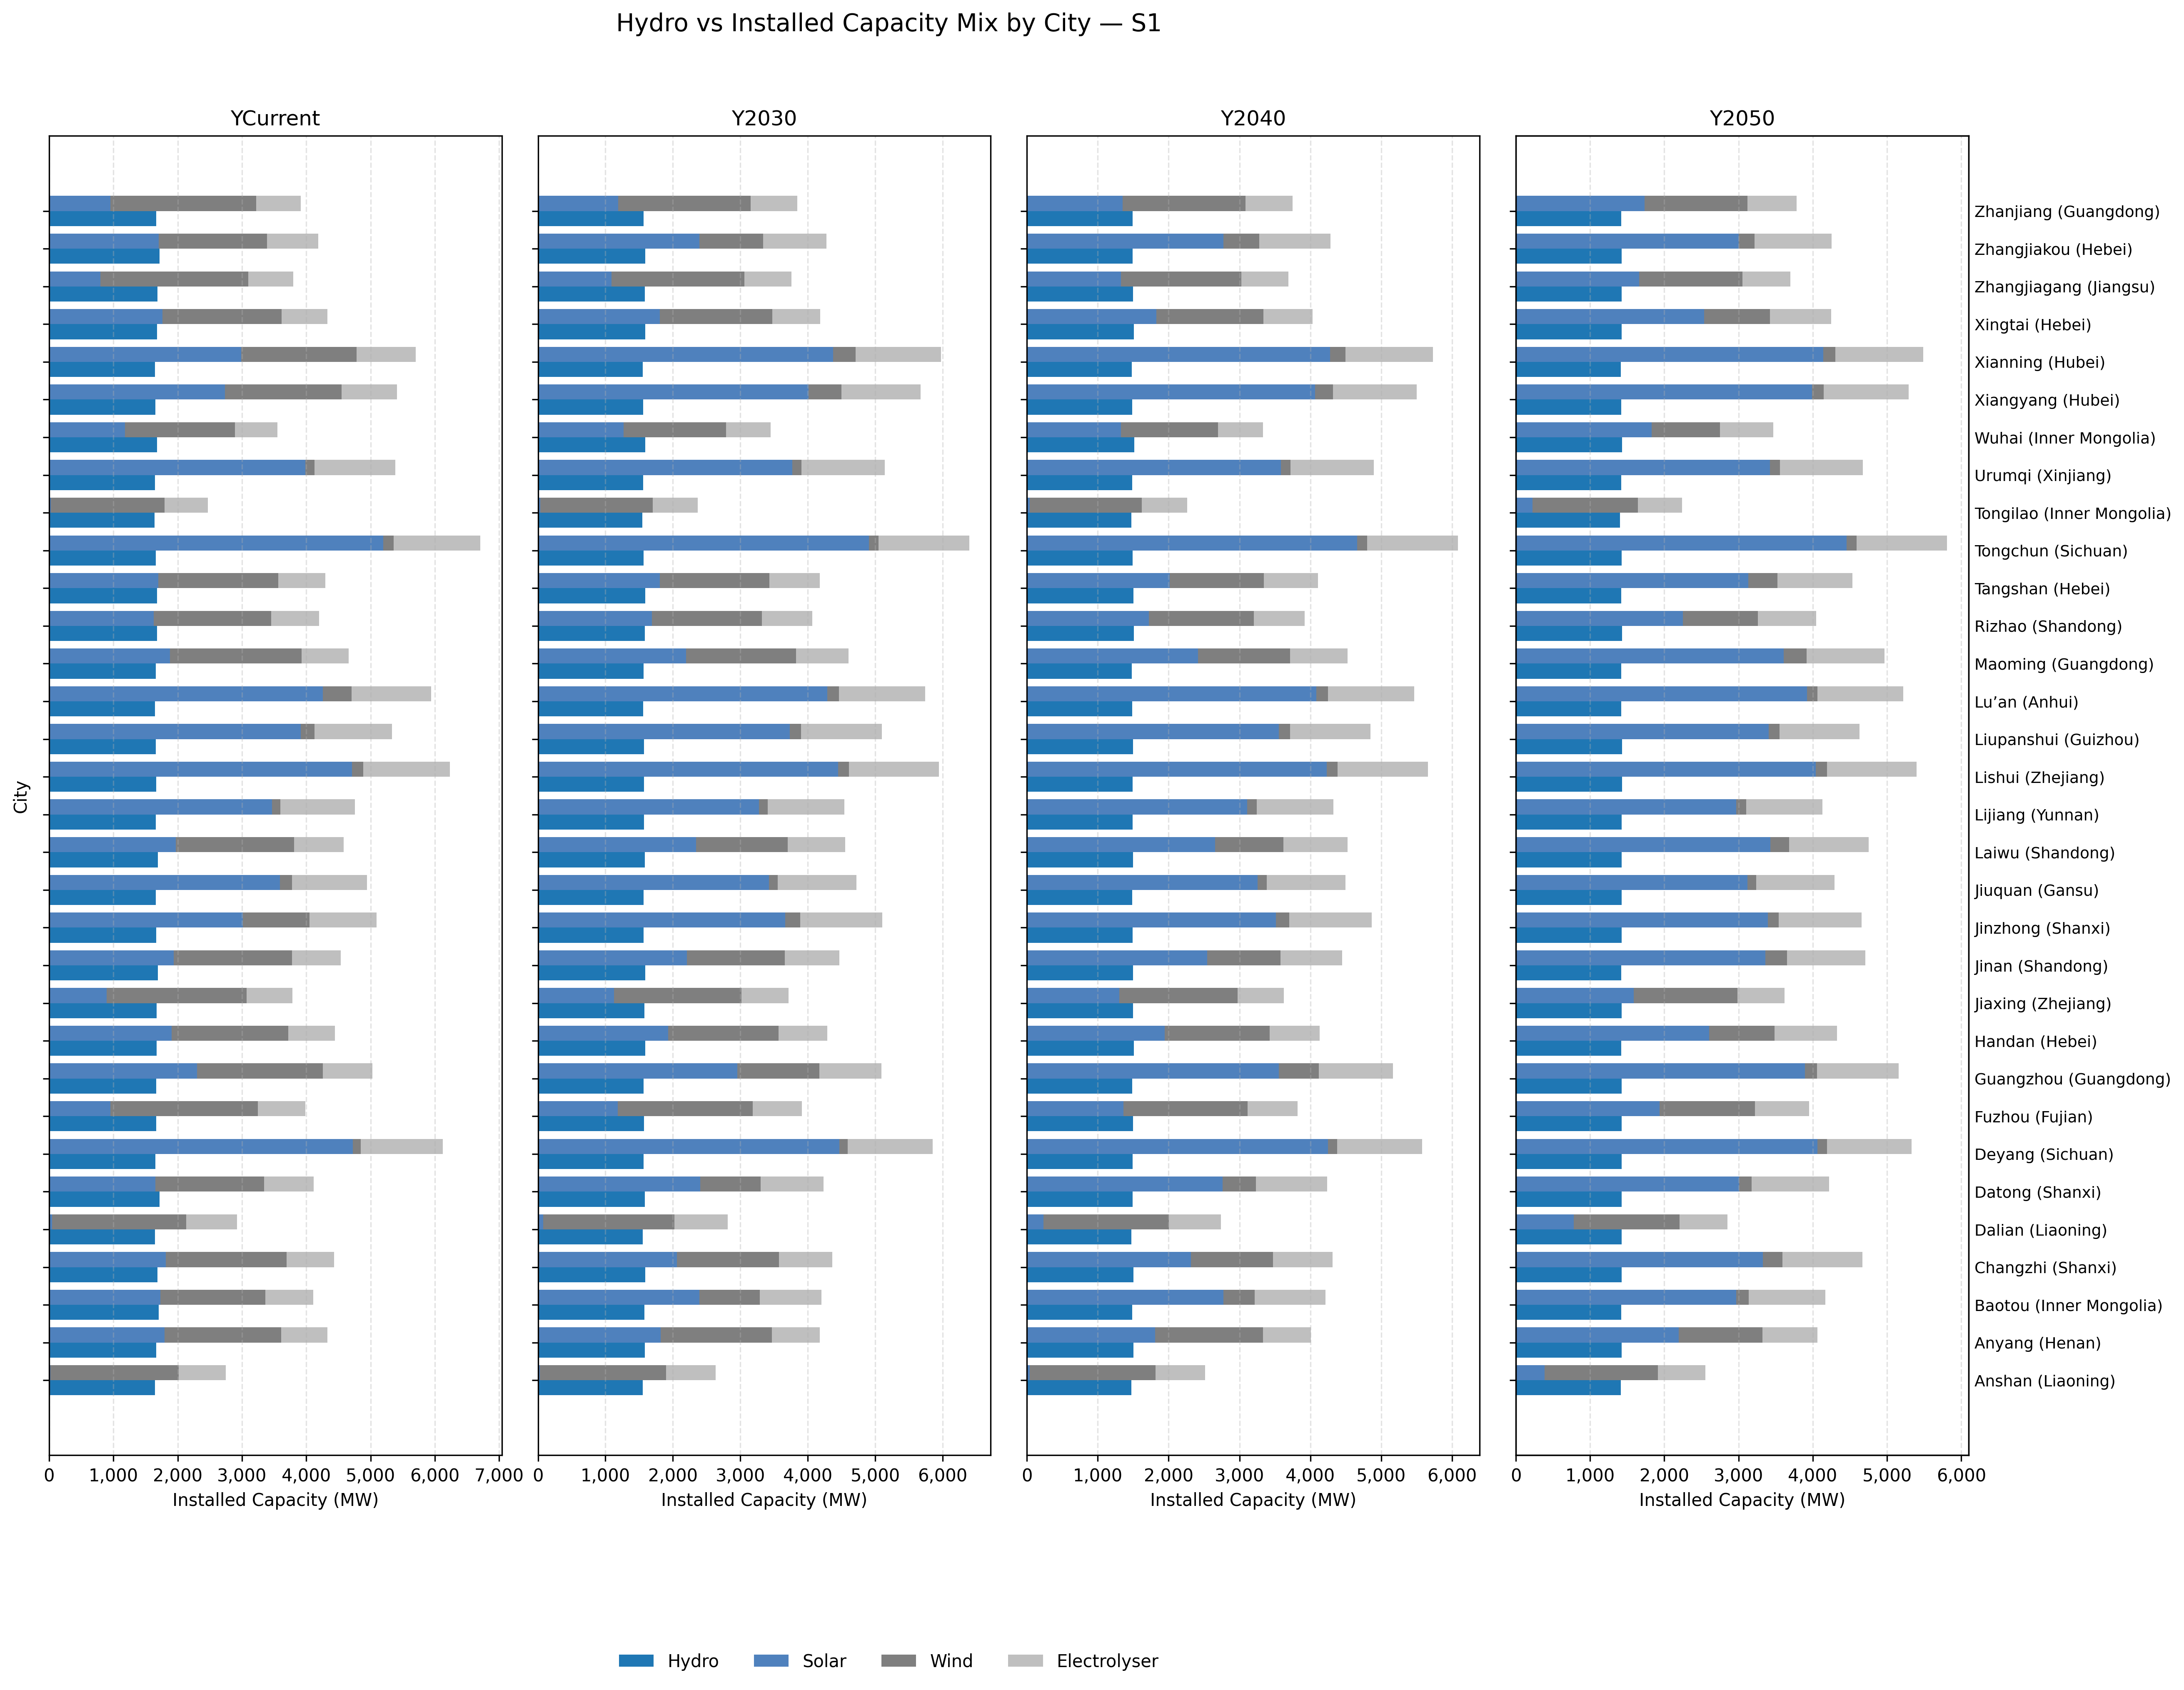 Hydro vs Installed Capacity Mix by City — S1
YCurrent
Y2030
Y2040
Y2050
City
Zhanjiang (Guangdong)
Zhangjiakou (Hebei)
Zhangjiagang (Jiangsu)
Xingtai (Hebei)
Xianning (Hubei)
Xiangyang (Hubei)
Wuhai (Inner Mongolia)
Urumqi (Xinjiang)
Tongilao (Inner Mongolia)
Tongchun (Sichuan)
Tangshan (Hebei)
Rizhao (Shandong)
Maoming (Guangdong)
Lu’an (Anhui)
Liupanshui (Guizhou)
Lishui (Zhejiang)
Lijiang (Yunnan)
Laiwu (Shandong)
Jiuquan (Gansu)
Jinzhong (Shanxi)
Jinan (Shandong)
Jiaxing (Zhejiang)
Handan (Hebei)
Guangzhou (Guangdong)
Fuzhou (Fujian)
Deyang (Sichuan)
Datong (Shanxi)
Dalian (Liaoning)
Changzhi (Shanxi)
Baotou (Inner Mongolia)
Anyang (Henan)
Anshan (Liaoning)
0 1,000 2,000 3,000 4,000 5,000 6,000 7,000
0 1,000 2,000 3,000 4,000 5,000 6,000
0 1,000 2,000 3,000 4,000 5,000 6,000
0 1,000 2,000 3,000 4,000 5,000 6,000
Installed Capacity (MW)
Installed Capacity (MW)
Installed Capacity (MW)
Installed Capacity (MW)
Hydro Solar Wind Electrolyser